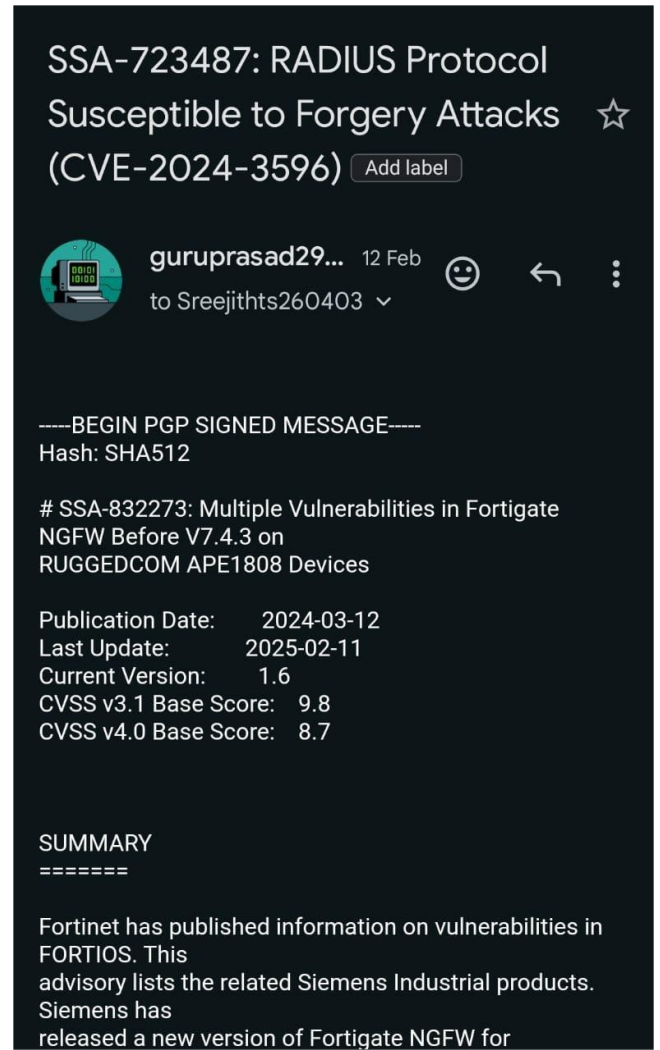 SSA-723487: RADIUS Protocol
Susceptible to Forgery Attacks
(CVE-2024-3596) Add label
guruprasad29... 12 Feb
to Sreejithts260403
-----BEGIN PGP SIGNED MESSAGE-----
Hash: SHA512
# SSA-832273: Multiple Vulnerabilities in Fortigate
NGFW Before V7.4.3 on
RUGGEDCOM APE1808 Devices
Publication Date: 2024-03-12
Last Update: 2025-02-11
Current Version: 1.6
CVSS v3.1 Base Score: 9.8
CVSS v4.0 Base Score: 8.7
SUMMARY
=======
Fortinet has published information on vulnerabilities in
FORTIOS. This
advisory lists the related Siemens Industrial products.
Siemens has
released a new version of Fortigate NGFW for